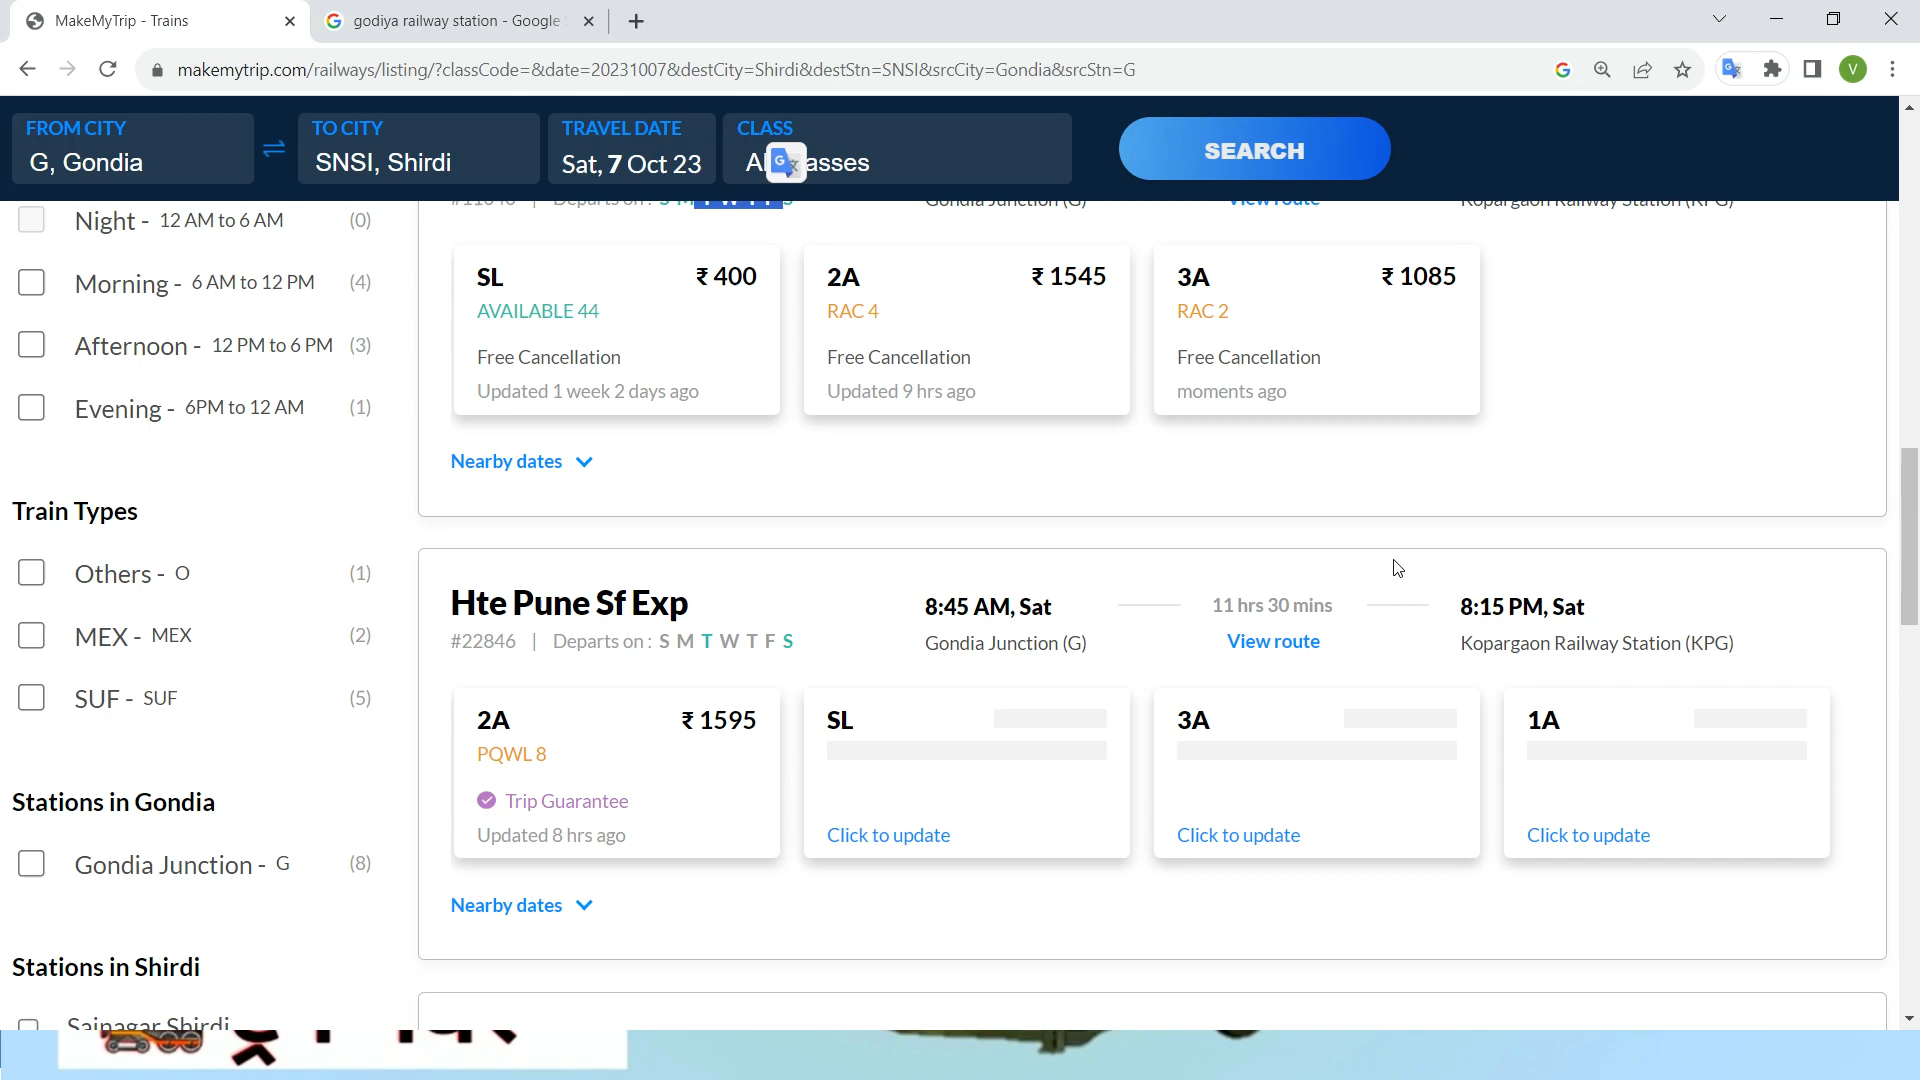 MakeMyTrip - Trains
godiya railway station - Google
makemytrip.com/railways/listing/?classCode=&date=20231007&destCity=Shirdi&destStn=SNSI&srcCity=Gondia&srcStn=G
V
FROM CITY
G, Gondia
TO CITY
SNSI, Shirdi
TRAVEL DATE
Sat, 7 Oct 23
CLASS
SEARCH
Gondia Junction (G)
View route
Kopargaon Railway Station (KPG)
Night - 12 AM to 6 AM (0)
Morning - 6 AM to 12 PM (4)
Afternoon - 12 PM to 6 PM (3)
Evening - 6PM to 12 AM (1)
Train Types
Others - O (1)
MEX - MEX (2)
SUF - SUF (5)
Stations in Gondia
Gondia Junction - G (8)
Stations in Shirdi
Sainagar Shirdi
SL ₹ 400
AVAILABLE 44
Free Cancellation
Updated 1 week 2 days ago
2A ₹ 1545
RAC 4
Free Cancellation
Updated 9 hrs ago
3A ₹ 1085
RAC 2
Free Cancellation
moments ago
Nearby dates
Hte Pune Sf Exp
#22846 | Departs on : S M T W T F S
8:45 AM, Sat
Gondia Junction (G)
11 hrs 30 mins
View route
8:15 PM, Sat
Kopargaon Railway Station (KPG)
2A ₹ 1595
PQWL 8
Trip Guarantee
Updated 8 hrs ago
SL
Click to update
3A
Click to update
1A
Click to update
Nearby dates